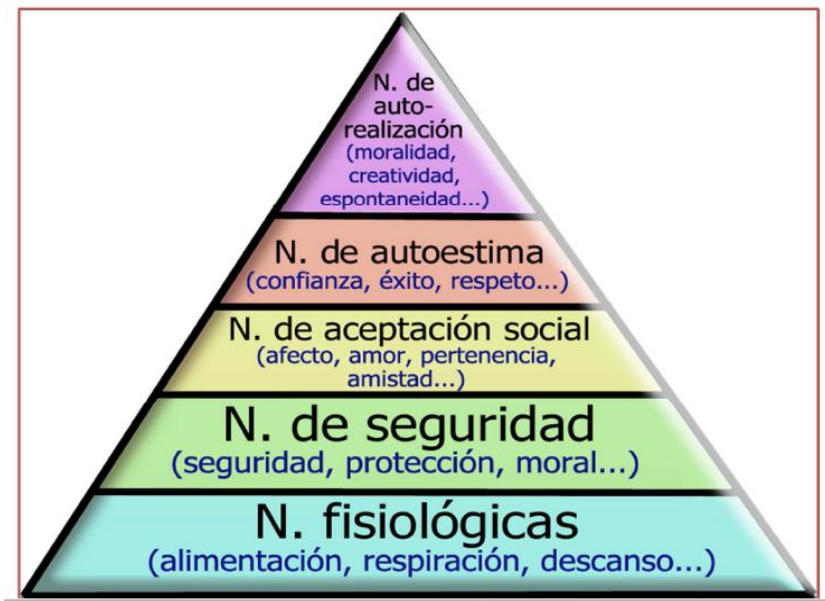 N. de
auto-
realización
(moralidad,
creatividad,
espontaneidad...)
N. de autoestima
(confianza, éxito, respeto...)
N. de aceptación social
(afecto, amor, pertenencia,
amistad...)
N. de seguridad
(seguridad, protección, moral...)
N. fisiológicas
(alimentación, respiración, descanso...)